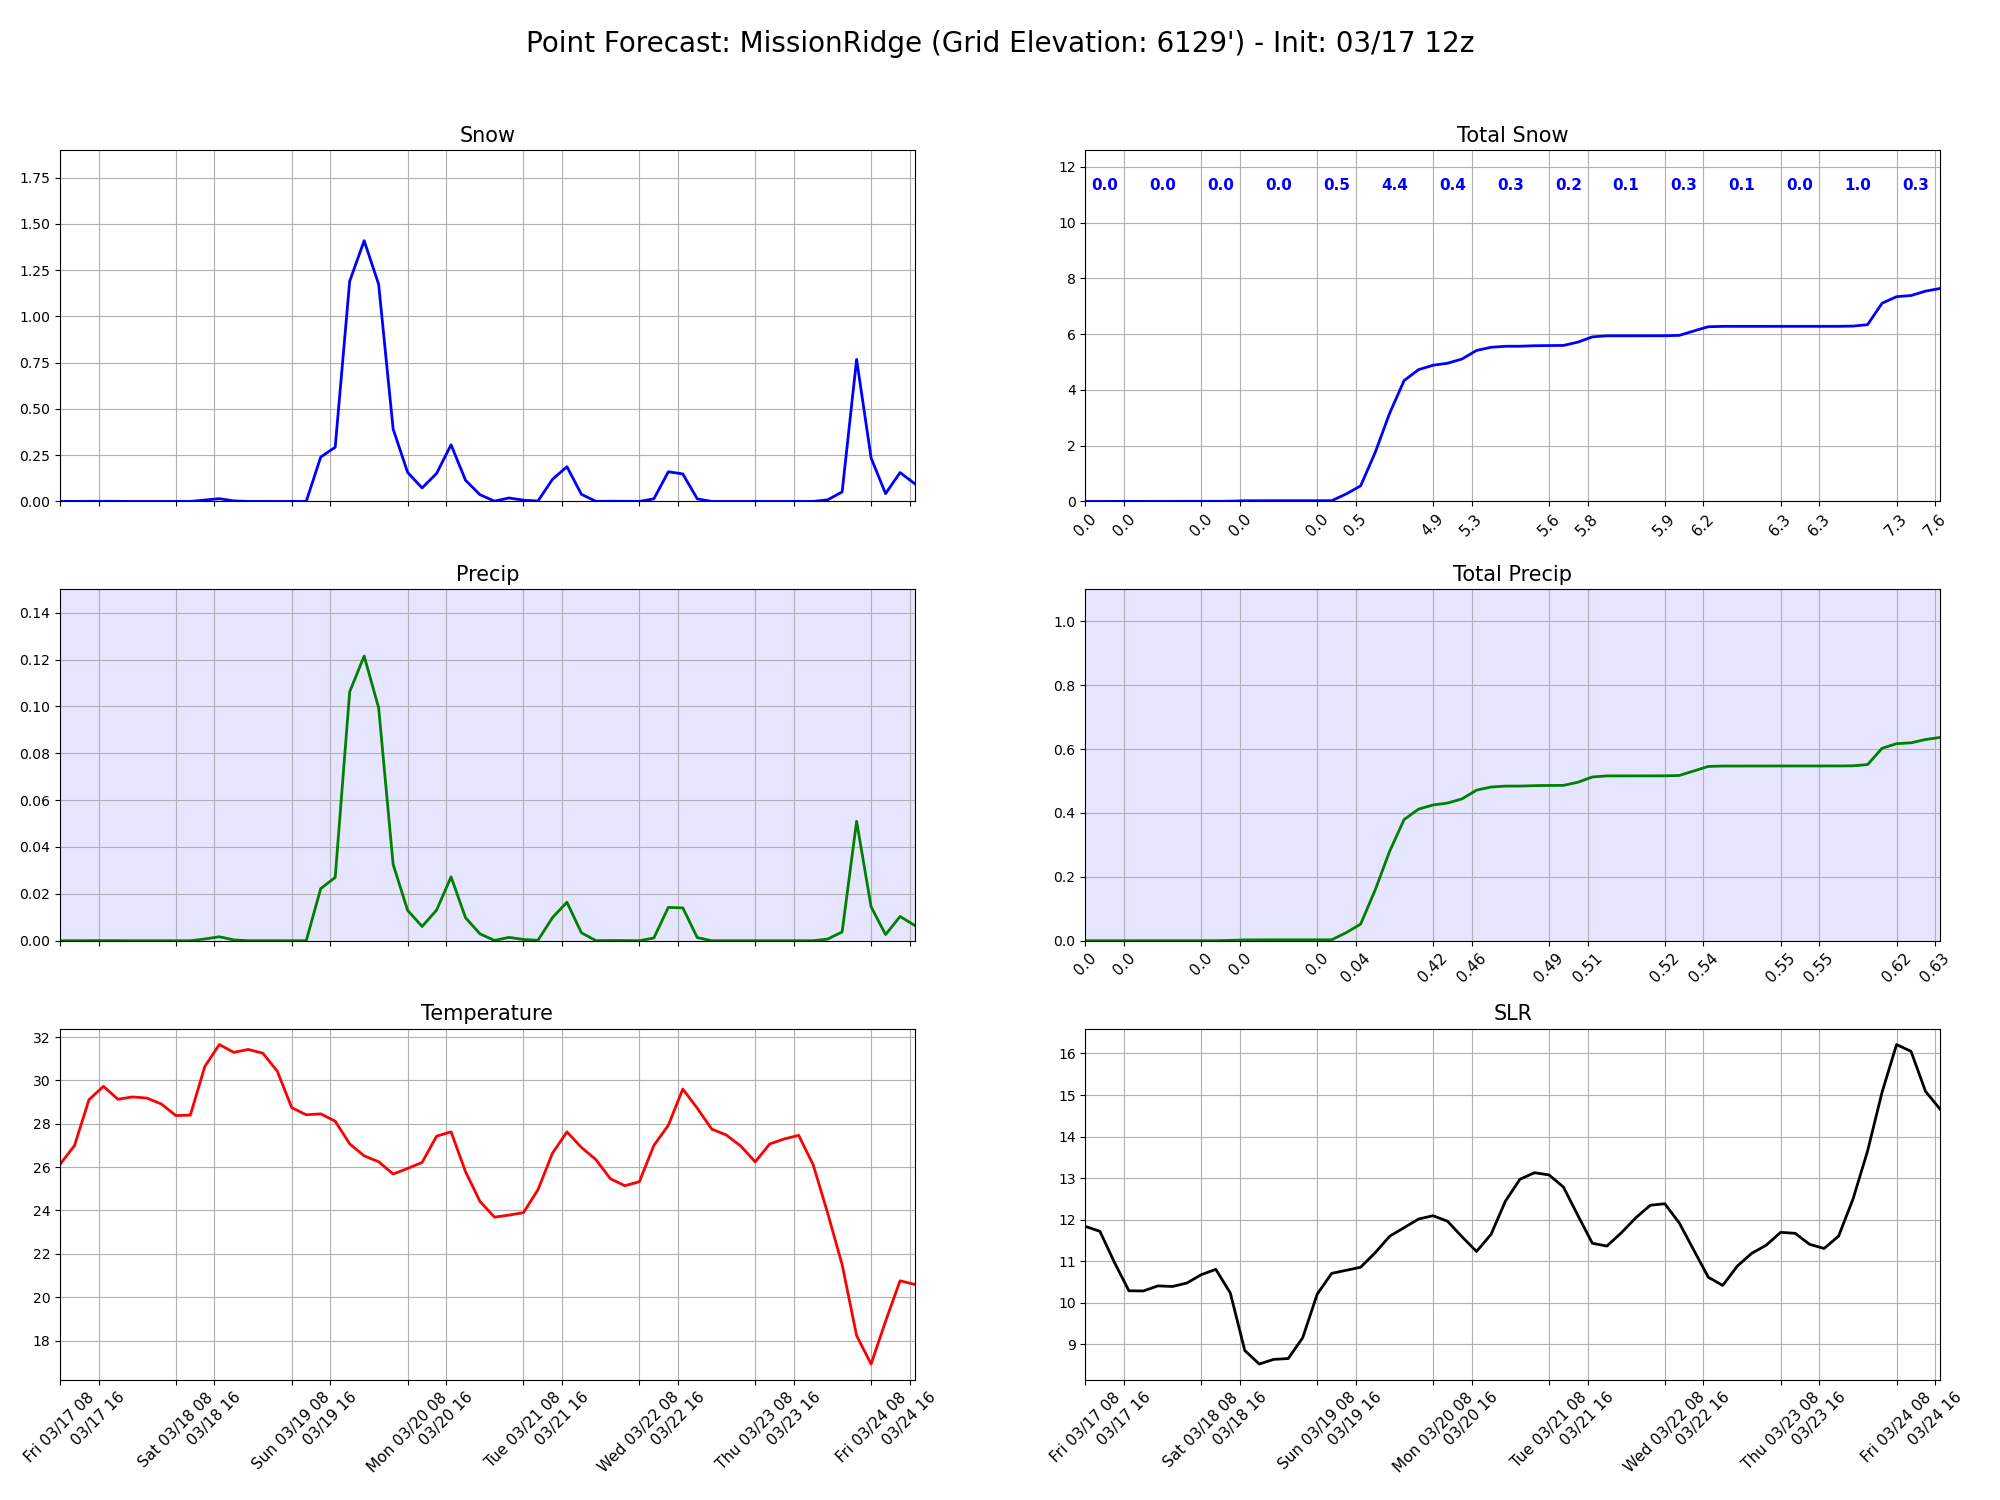 Point Forecast: MissionRidge (Grid Elevation: 6129') - Init: 03/17 12z
Snow
1.75
1.50
1.25
1.00
0.75
0.50
0.25
0.00
Total Snow
12
10
8
6
4
2
0
0.0 0.0 0.0 0.0 0.5 4.4 0.4 0.3 0.2 0.1 0.3 0.1 0.0 1.0 0.3
0.0 0.0 0.0 0.0 0.0 0.5 4.9 5.3 5.6 5.8 5.9 6.2 6.3 6.3 7.3 7.6
Precip
0.14
0.12
0.10
0.08
0.06
0.04
0.02
0.00
Total Precip
1.0
0.8
0.6
0.4
0.2
0.0
0.0 0.0 0.0 0.0 0.0 0.04 0.42 0.46 0.49 0.51 0.52 0.54 0.55 0.55 0.62 0.63
Temperature
32
30
28
26
24
22
20
18
Fri 03/17 08
03/17 16
Sat 03/18 08
03/18 16
Sun 03/19 08
03/19 16
Mon 03/20 08
03/20 16
Tue 03/21 08
03/21 16
Wed 03/22 08
03/22 16
Thu 03/23 08
03/23 16
Fri 03/24 08
03/24 16
SLR
16
15
14
13
12
11
10
9
Fri 03/17 08
03/17 16
Sat 03/18 08
03/18 16
Sun 03/19 08
03/19 16
Mon 03/20 08
03/20 16
Tue 03/21 08
03/21 16
Wed 03/22 08
03/22 16
Thu 03/23 08
03/23 16
Fri 03/24 08
03/24 16